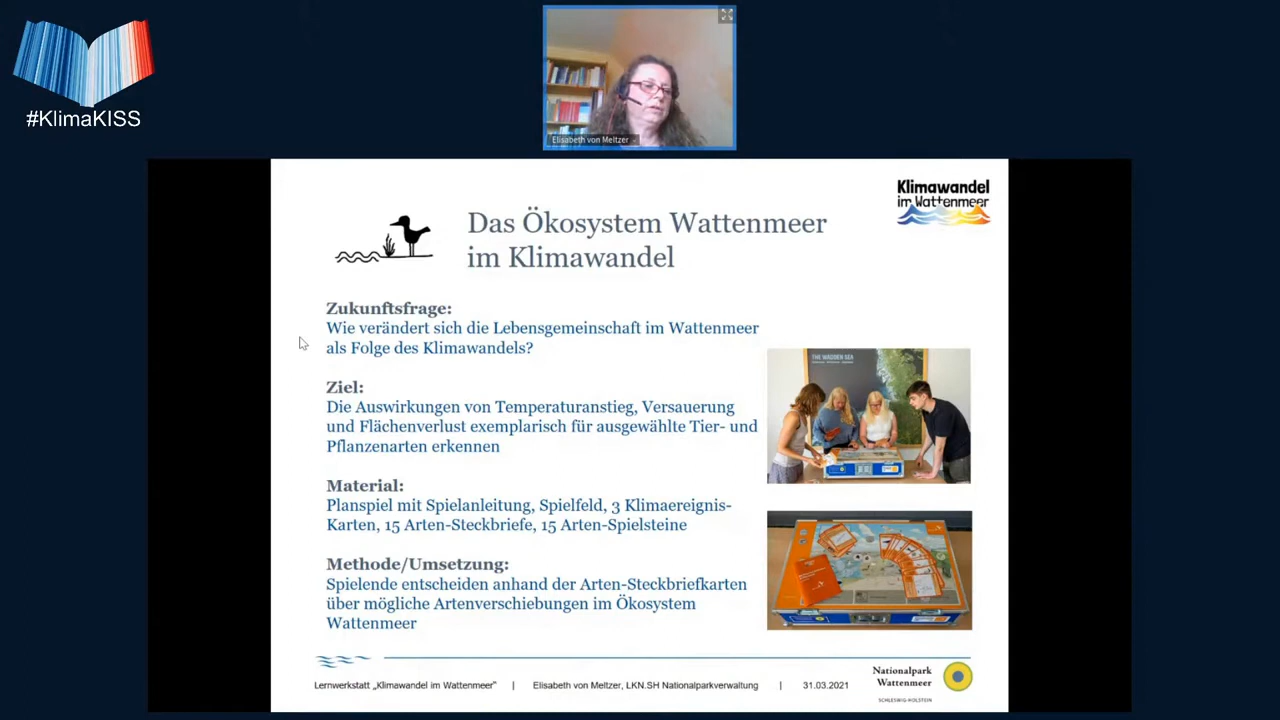 #KlimaKISS
Elisabeth von Meltzer
Klimawandel
im Wattenmeer
Das Ökosystem Wattenmeer
im Klimawandel
Zukunftsfrage:
Wie verändert sich die Lebensgemeinschaft im Wattenmeer
als Folge des Klimawandels?
Ziel:
Die Auswirkungen von Temperaturanstieg, Versauerung
und Flächenverlust exemplarisch für ausgewählte Tier- und
Pflanzenarten erkennen
THE WADDEN SEA
Material:
Planspiel mit Spielanleitung, Spielfeld, 3 Klimaereignis-
Karten, 15 Arten-Steckbriefe, 15 Arten-Spielsteine
Methode/Umsetzung:
Spielende entscheiden anhand der Arten-Steckbriefkarten
über mögliche Artenverschiebungen im Ökosystem
Wattenmeer
Lernwerkstatt „Klimawandel im Wattenmeer" | Elisabeth von Meltzer, LKN.SH Nationalparkverwaltung | 31.03.2021
Nationalpark
Wattenmeer
SCHLESWIG-HOLSTEIN